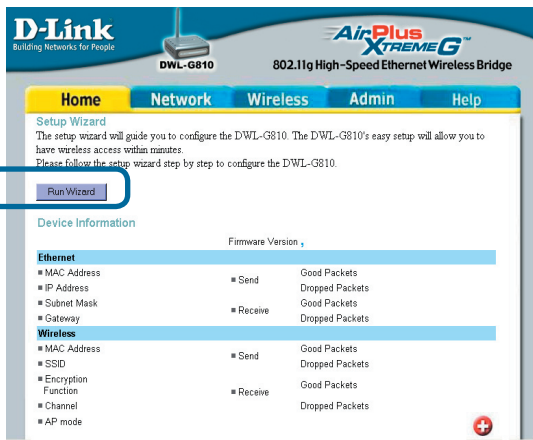 D-Link
Building Networks for People
DWL-G810
AirPlus
XTREME G™
802.11g High-Speed Ethernet Wireless Bridge
Home Network Wireless Admin Help
Setup Wizard
The setup wizard will guide you to configure the DWL-G810. The DWL-G810's easy setup will allow you to
have wireless access within minutes.
Please follow the setup wizard step by step to configure the DWL-G810.
Run Wizard
Device Information
Firmware Version ,
Ethernet
MAC Address Send Good Packets
IP Address Dropped Packets
Subnet Mask Receive Good Packets
Gateway Dropped Packets
Wireless
MAC Address Send Good Packets
SSID Dropped Packets
Encryption
Function Receive Good Packets
Channel Dropped Packets
AP mode